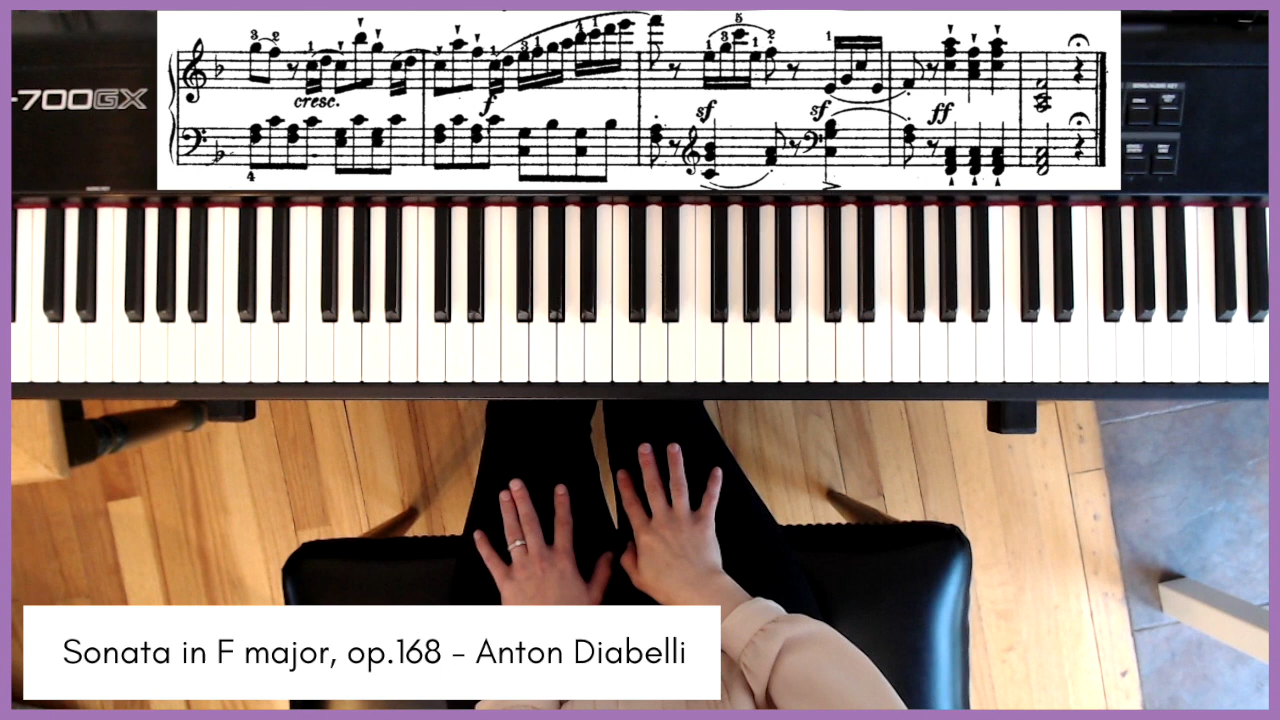 -700GX
cresc.
f
sf
sf
ff
Sonata in F major, op.168 – Anton Diabelli